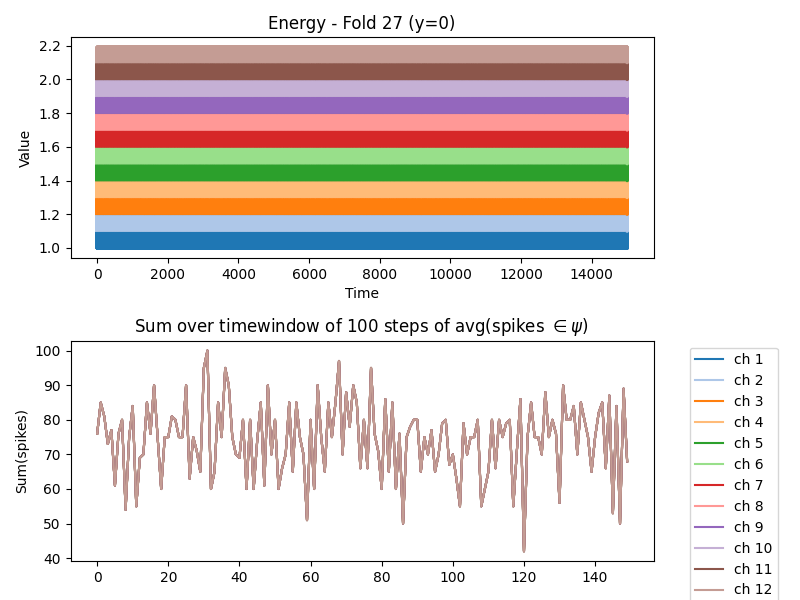 Energy - Fold 27 (y=0)
Value
2.2
2.0
1.8
1.6
1.4
1.2
1.0
0 2000 4000 6000 8000 10000 12000 14000
Time
Sum over timewindow of 100 steps of avg(spikes ∈ ψ)
Sum(spikes)
100
90
80
70
60
50
40
0 20 40 60 80 100 120 140
ch 1
ch 2
ch 3
ch 4
ch 5
ch 6
ch 7
ch 8
ch 9
ch 10
ch 11
ch 12